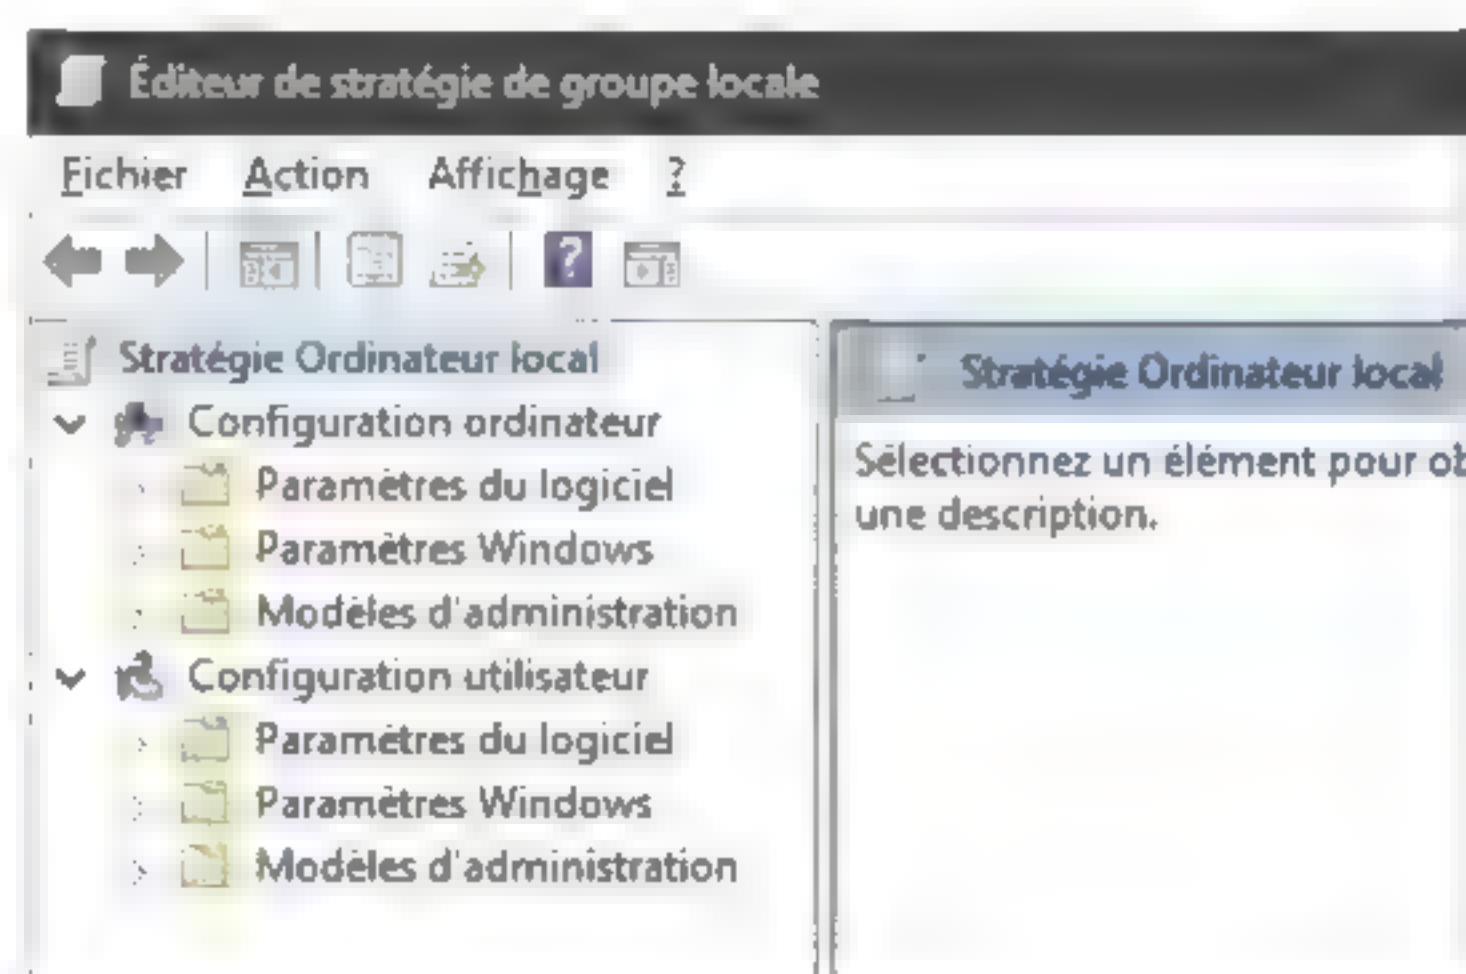 Éditeur de stratégie de groupe locale
Fichier Action Affichage ?
Stratégie Ordinateur local
Configuration ordinateur
Paramètres du logiciel
Paramètres Windows
Modèles d'administration
Configuration utilisateur
Paramètres du logiciel
Paramètres Windows
Modèles d'administration
Stratégie Ordinateur local
Sélectionnez un élément pour ob
une description.